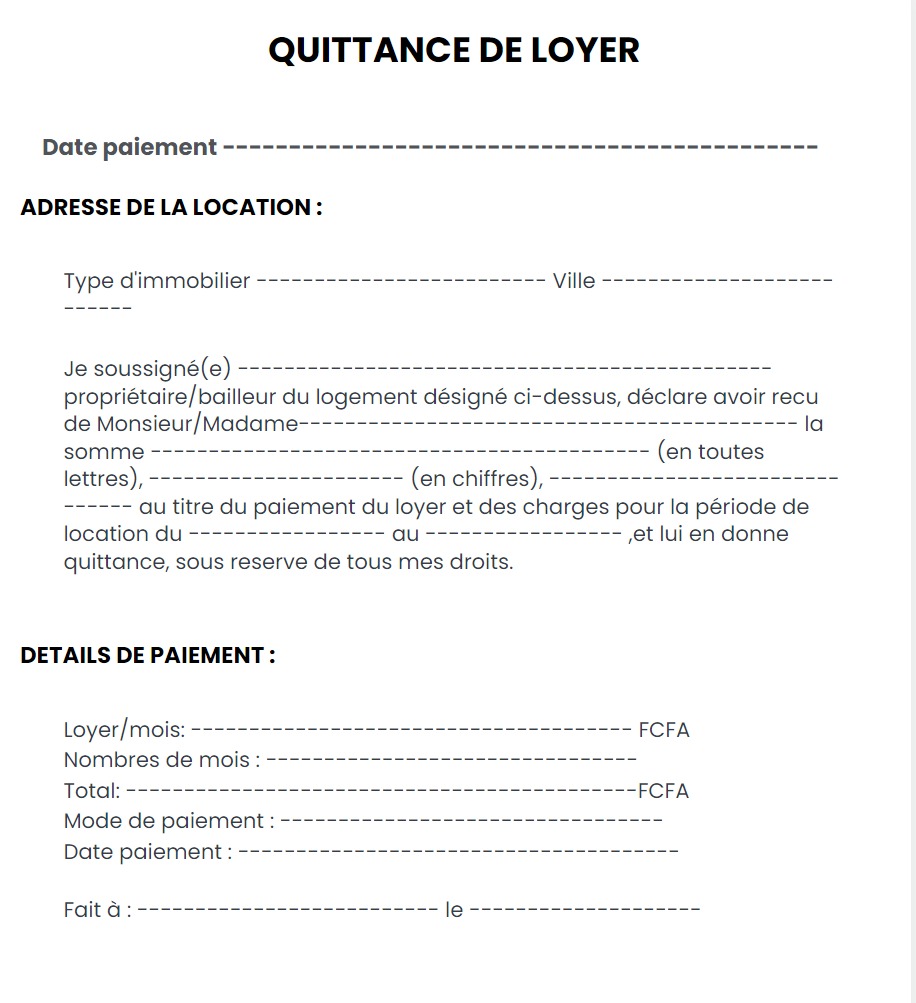 QUITTANCE DE LOYER
Date paiement ---------------------------------------------
ADRESSE DE LA LOCATION :
Type d'immobilier ------------------------- Ville --------------------
------
Je soussigné(e) ----------------------------------------------
propriétaire/bailleur du logement désigné ci-dessus, déclare avoir recu
de Monsieur/Madame------------------------------------------- la
somme ------------------------------------------- (en toutes
lettres), ---------------------- (en chiffres), -------------------------
------ au titre du paiement du loyer et des charges pour la période de
location du ----------------- au ----------------- ,et lui en donne
quittance, sous reserve de tous mes droits.
DETAILS DE PAIEMENT :
Loyer/mois: -------------------------------------- FCFA
Nombres de mois : --------------------------------
Total: --------------------------------------------FCFA
Mode de paiement : ---------------------------------
Date paiement : --------------------------------------
Fait à : -------------------------- le --------------------